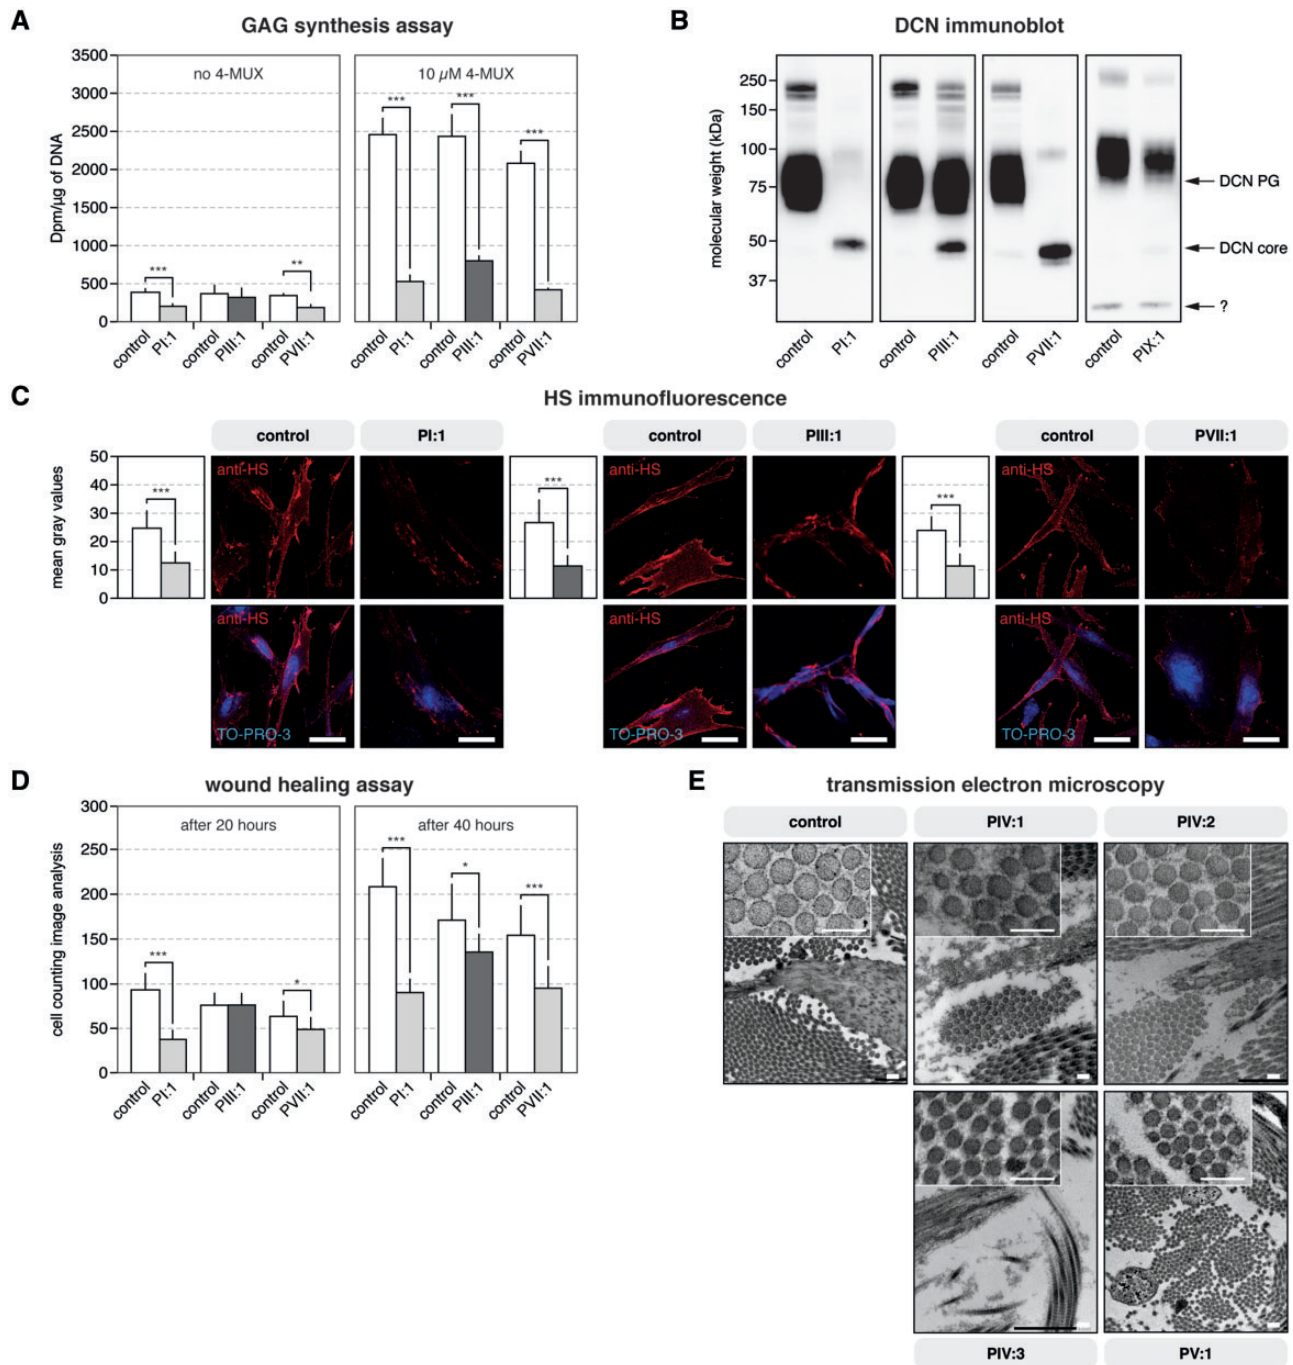 A
GAG synthesis assay
3500
3000
2500
2000
1500
1000
500
0
Dpm/µg of DNA
no 4-MUX
10 µM 4-MUX
***
**
***
***
***
control
PI:1
control
PIII:1
control
PVII:1
control
PI:1
control
PIII:1
control
PVII:1
B
DCN immunoblot
molecular weight (kDa)
250
150
100
75
50
37
DCN PG
DCN core
?
control
PI:1
control
PIII:1
control
PVII:1
control
PIX:1
C
HS immunofluorescence
control
PI:1
control
PIII:1
control
PVII:1
50
40
30
20
10
0
mean gray values
***
***
***
anti-HS
anti-HS
anti-HS
anti-HS
anti-HS
anti-HS
TO-PRO-3
TO-PRO-3
TO-PRO-3
D
wound healing assay
300
250
200
150
100
50
0
cell counting image analysis
after 20 hours
after 40 hours
***
*
***
*
***
control
PI:1
control
PIII:1
control
PVII:1
control
PI:1
control
PIII:1
control
PVII:1
E
transmission electron microscopy
control
PIV:1
PIV:2
PIV:3
PV:1